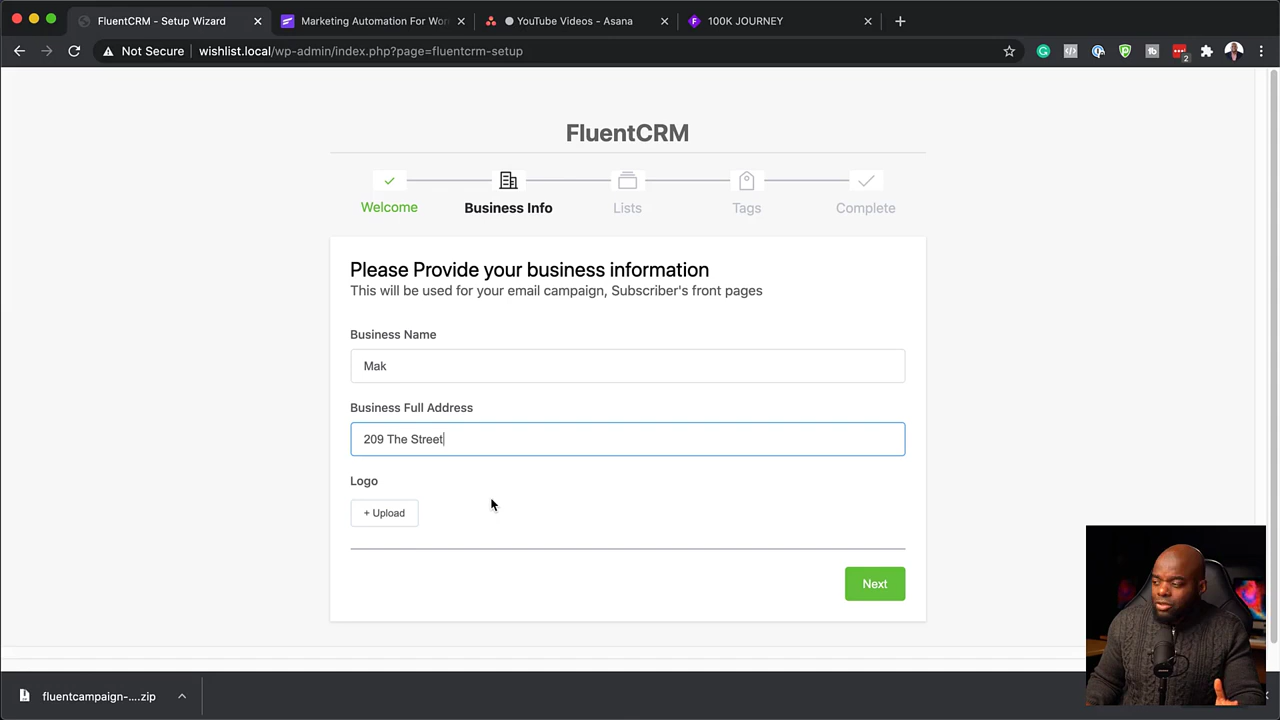 FluentCRM - Setup Wizard
Marketing Automation For Wor
YouTube Videos - Asana
100K JOURNEY
Not Secure
wishlist.local/wp-admin/index.php?page=fluentcrm-setup
2
FluentCRM
Welcome
Business Info
Lists
Tags
Complete
Please Provide your business information
This will be used for your email campaign, Subscriber's front pages
Business Name
Mak
Business Full Address
209 The Street
Logo
+ Upload
Next
fluentcampaign-....zip